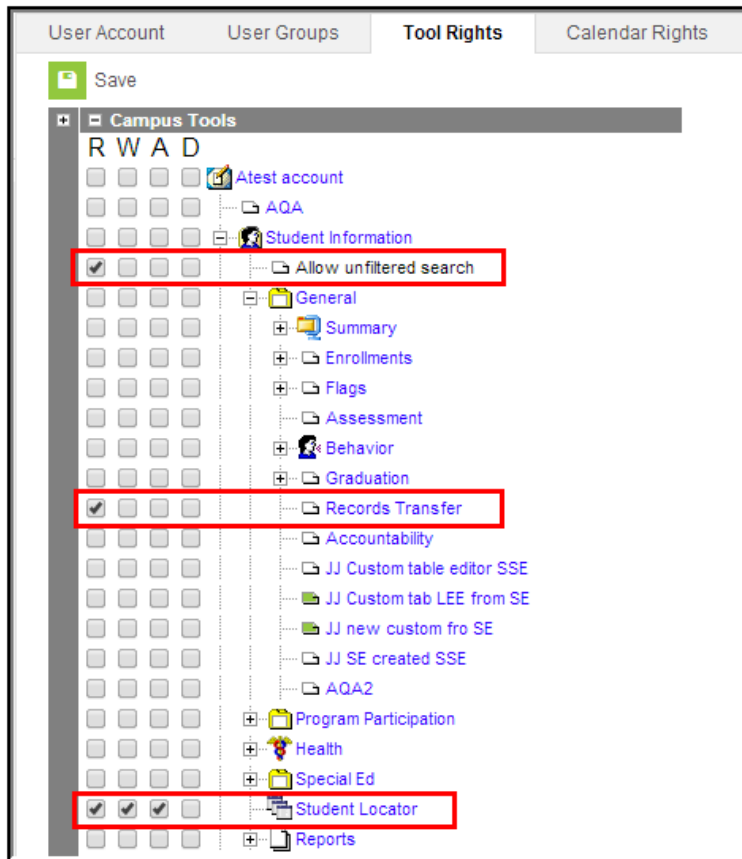 User Account User Groups Tool Rights Calendar Rights
Save
Campus Tools
R W A D
Atest account
AQA
Student Information
Allow unfiltered search
General
Summary
Enrollments
Flags
Assessment
Behavior
Graduation
Records Transfer
Accountability
JJ Custom table editor SSE
JJ Custom tab LEE from SE
JJ new custom fro SE
JJ SE created SSE
AQA2
Program Participation
Health
Special Ed
Student Locator
Reports